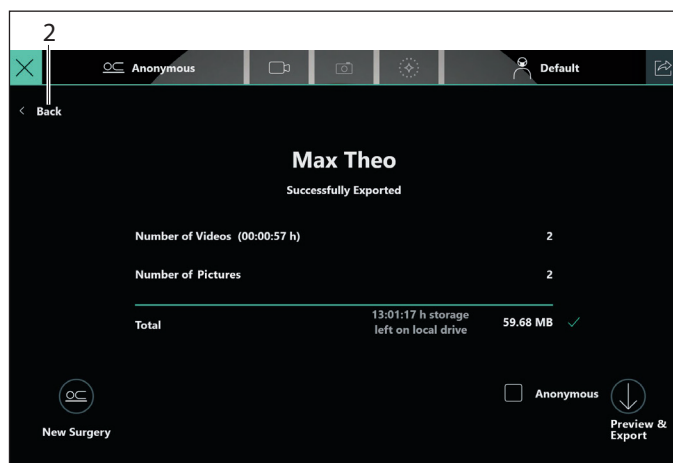 2
Anonymous
Default
Back
Max Theo
Successfully Exported
Number of Videos (00:00:57 h)
2
Number of Pictures
2
Total
13:01:17 h storage
left on local drive
59.68 MB
Anonymous
New Surgery
Preview &
Export